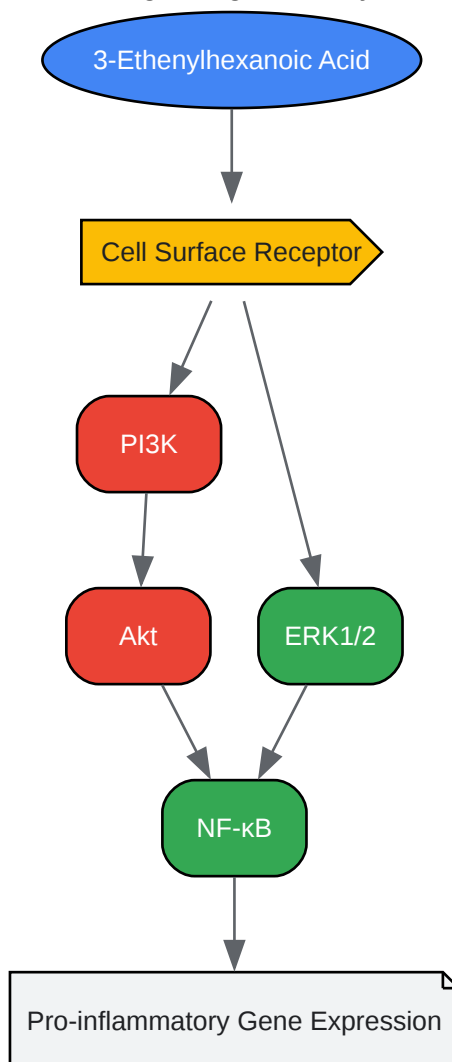 3-Ethenylhexanoic Acid
Cell Surface Receptor
PI3K
Akt
ERK1/2
NF-κB
Pro-inflammatory Gene Expression